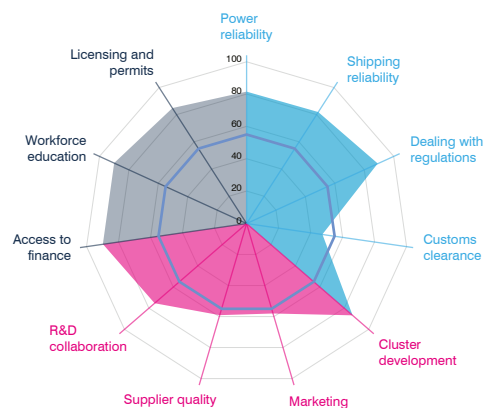 Power
reliability
Shipping
reliability
Dealing with
regulations
Customs
clearance
Cluster
development
Marketing
Supplier quality
R&D
collaboration
Access to
finance
Workforce
education
Licensing and
permits
100
80
60
40
20
0